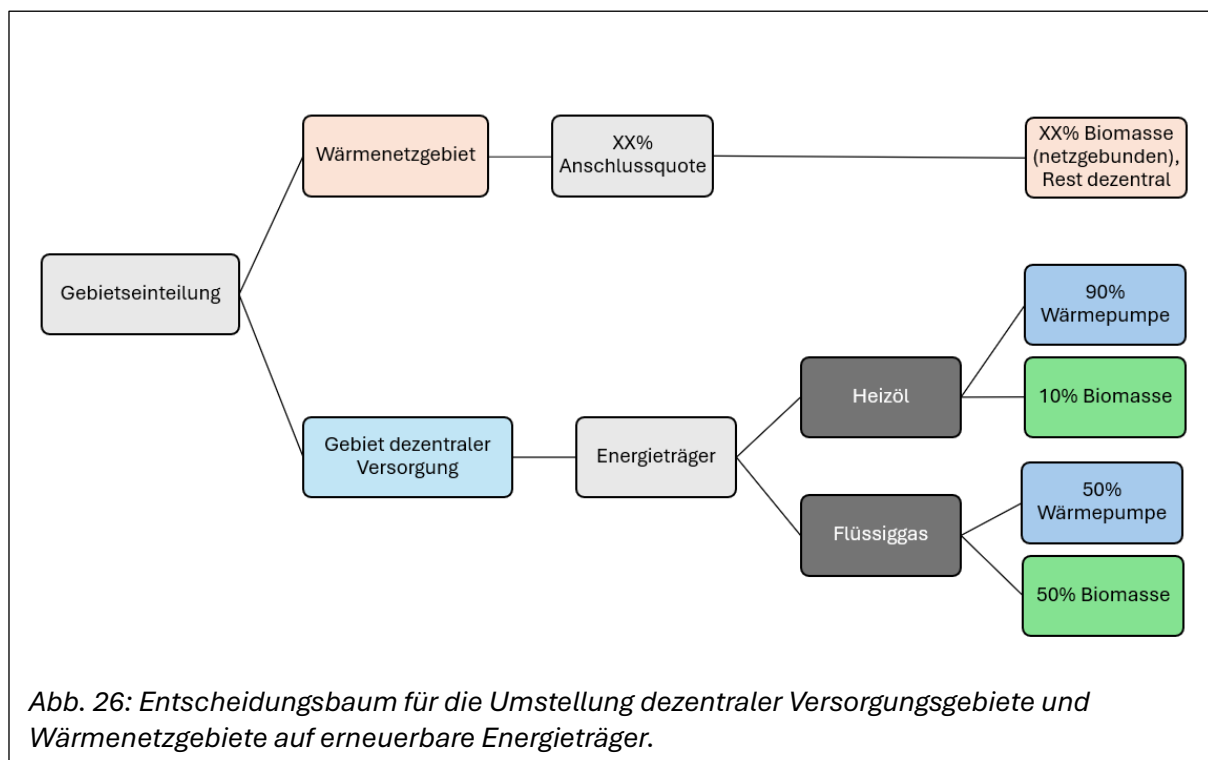 Wärmenetzgebiet
XX%
Anschlussquote
XX% Biomasse
(netzgebunden),
Rest dezentral
Gebietseinteilung
90%
Wärmepumpe
Heizöl
10% Biomasse
Gebiet dezentraler
Versorgung
Energieträger
50%
Wärmepumpe
Flüssiggas
50% Biomasse
Abb. 26: Entscheidungsbaum für die Umstellung dezentraler Versorgungsgebiete und
Wärmenetzgebiete auf erneuerbare Energieträger.